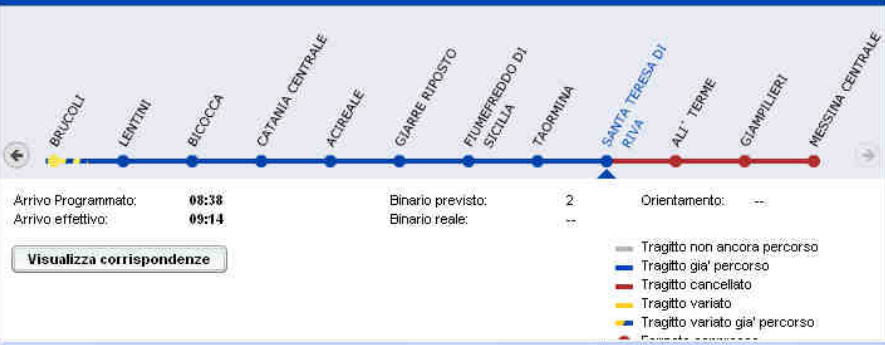 BRUCOLI
LENTINI
BICOCCA
CATANIA CENTRALE
ACIREALE
GIARRE RIPOSTO
FIUMEFREDDO DI
SICILIA
TAORMINA
SANTA TERESA DI
RIVA
ALI` TERME
GIAMPILIERI
MESSINA CENTRALE
Arrivo Programmato: 08:38 Binario previsto: 2 Orientamento: --
Arrivo effettivo: 09:14 Binario reale: --
Visualizza corrispondenze
Tragitto non ancora percorso
Tragitto gia' percorso
Tragitto cancellato
Tragitto variato
Tragitto variato gia' percorso